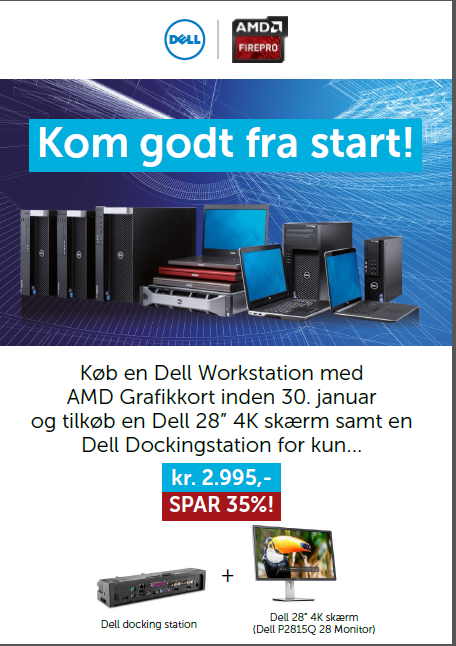 DELL
AMD
FIREPRO
Kom godt fra start!
Køb en Dell Workstation med
AMD Grafikkort inden 30. januar
og tilkøb en Dell 28” 4K skærm samt en
Dell Dockingstation for kun...
kr. 2.995,-
SPAR 35%!
+
Dell docking station
Dell 28” 4K skærm
(Dell P2815Q 28 Monitor)